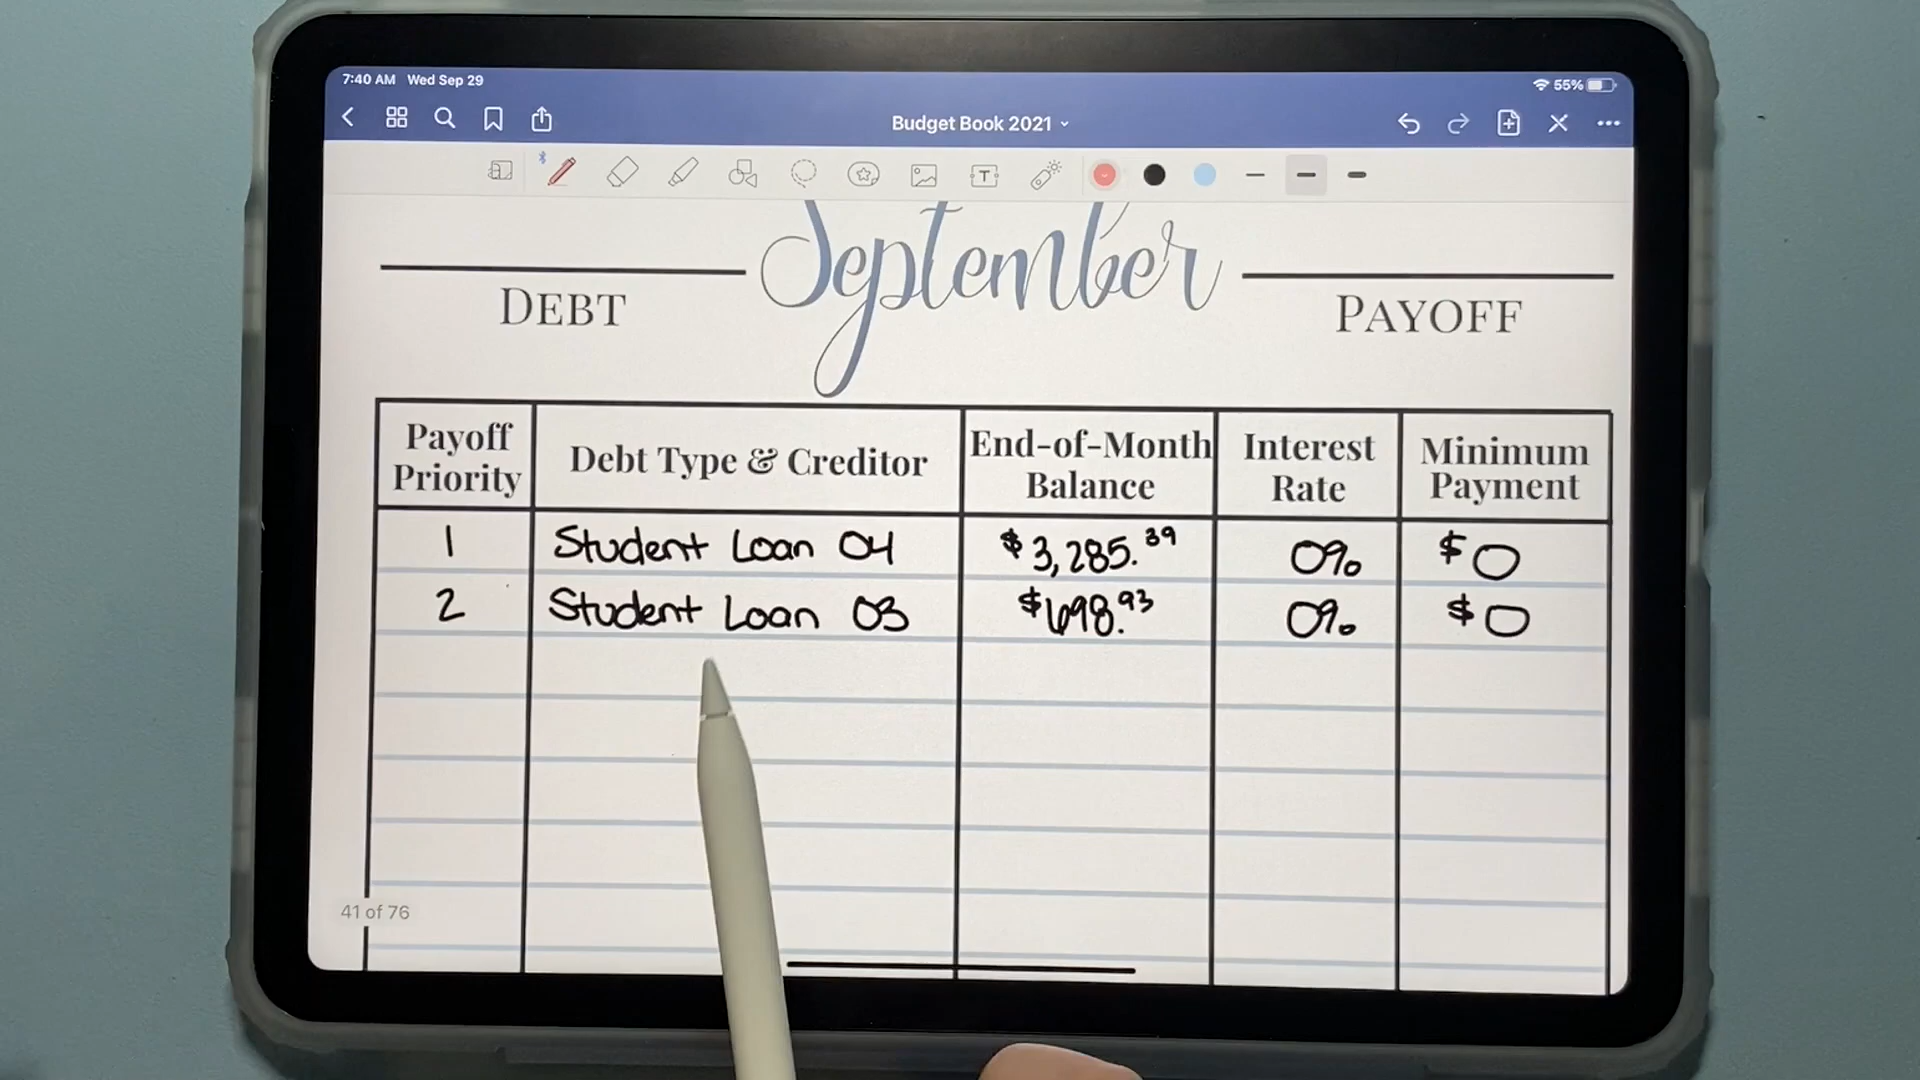 7:40 AM Wed Sep 29
55%
Budget Book 2021
T
September
DEBT
PAYOFF
Payoff Priority
Debt Type & Creditor
End-of-Month Balance
Interest Rate
Minimum Payment
1 Student Loan 04 $3,285.39 0% $0
2 Student Loan 03 $698.93 0% $0
41 of 76